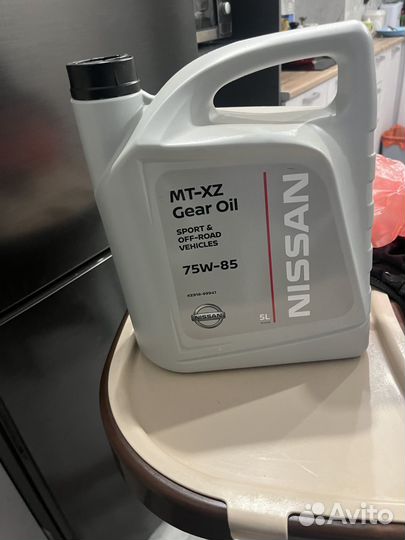 MT-XZ
Gear Oil
SPORT &
OFF-ROAD
VEHICLES
75W-85
NISSAN
5L
NISSAN
Avito